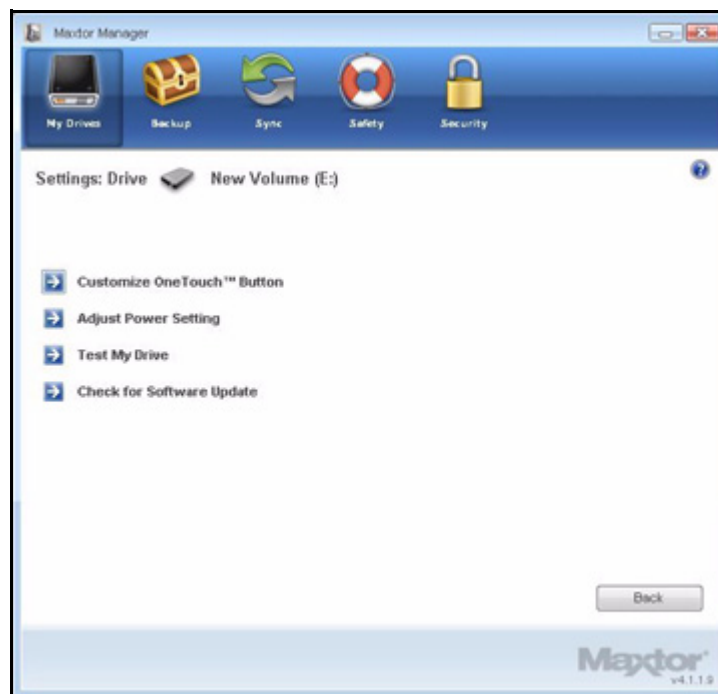 Maxtor Manager
My Drives Backup Sync Safety Security
Settings: Drive New Volume (E:)
Customize OneTouch™ Button
Adjust Power Setting
Test My Drive
Check for Software Update
Back
Maxtor
v4.1.1.9